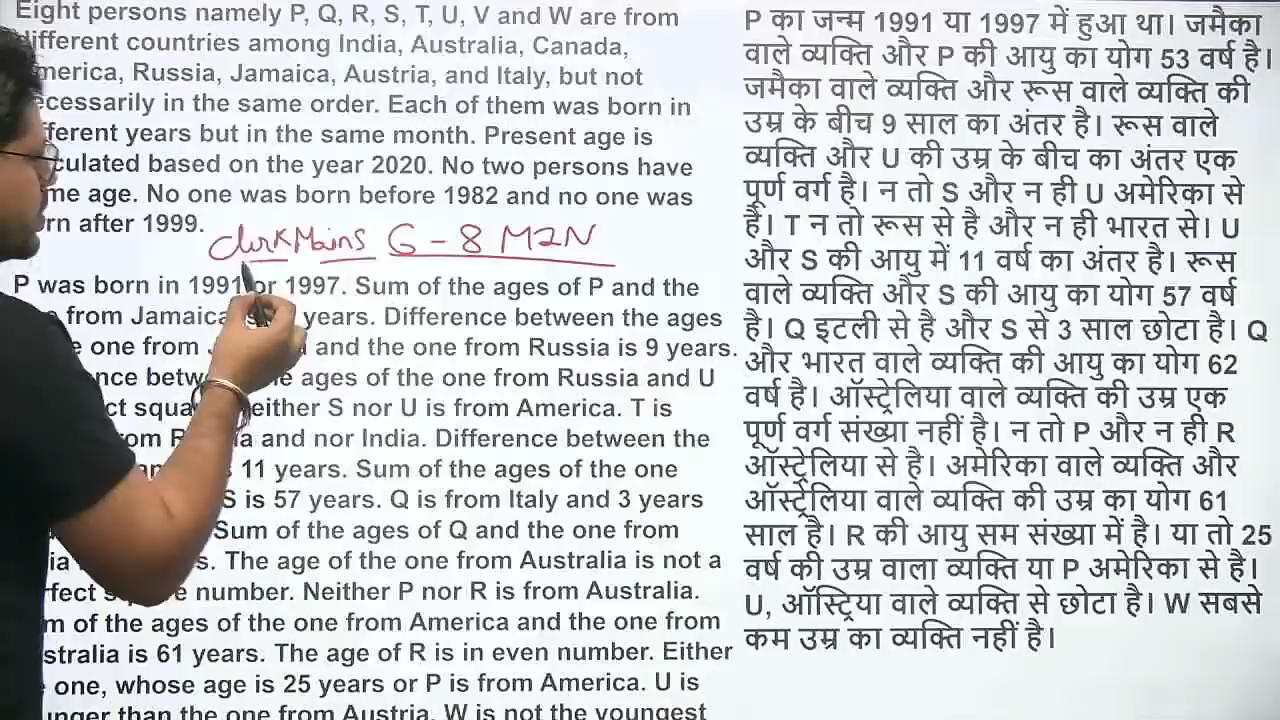 Eight persons namely P, Q, R, S, T, U, V and W are from
different countries among India, Australia, Canada,
merica, Russia, Jamaica, Austria, and Italy, but not
ecessarily in the same order. Each of them was born in
fferent years but in the same month. Present age is
culated based on the year 2020. No two persons have
me age. No one was born before 1982 and no one was
rn after 1999.
clerk Mains 6-8 MIN
P was born in 1991 or 1997. Sum of the ages of P and the
from Jamaica years. Difference between the ages
e one from and the one from Russia is 9 years.
nce betw e ages of the one from Russia and U
ct squa either S nor U is from America. T is
om R a and nor India. Difference between the
11 years. Sum of the ages of the one
S is 57 years. Q is from Italy and 3 years
Sum of the ages of Q and the one from
ia s. The age of the one from Australia is not a
fect square number. Neither P nor R is from Australia.
m of the ages of the one from America and the one from
stralia is 61 years. The age of R is in even number. Either
one, whose age is 25 years or P is from America. U is
unger than the one from Austria. W is not the youngest
P का जन्म 1991 या 1997 में हुआ था। जमैका
वाले व्यक्ति और P की आयु का योग 53 वर्ष है।
जमैका वाले व्यक्ति और रूस वाले व्यक्ति की
उम्र के बीच 9 साल का अंतर है। रूस वाले
व्यक्ति और U की उम्र के बीच का अंतर एक
पूर्ण वर्ग है। न तो S और न ही U अमेरिका से
है। T न तो रूस से है और न ही भारत से। U
और S की आयु में 11 वर्ष का अंतर है। रूस
वाले व्यक्ति और S की आयु का योग 57 वर्ष
है। Q इटली से है और S से 3 साल छोटा है। Q
और भारत वाले व्यक्ति की आयु का योग 62
वर्ष है। ऑस्ट्रेलिया वाले व्यक्ति की उम्र एक
पूर्ण वर्ग संख्या नहीं है। न तो P और न ही R
ऑस्ट्रेलिया से है। अमेरिका वाले व्यक्ति और
ऑस्ट्रेलिया वाले व्यक्ति की उम्र का योग 61
साल है। R की आयु सम संख्या में है। या तो 25
वर्ष की उम्र वाला व्यक्ति या P अमेरिका से है।
U, ऑस्ट्रिया वाले व्यक्ति से छोटा है। W सबसे
कम उम्र का व्यक्ति नहीं है।